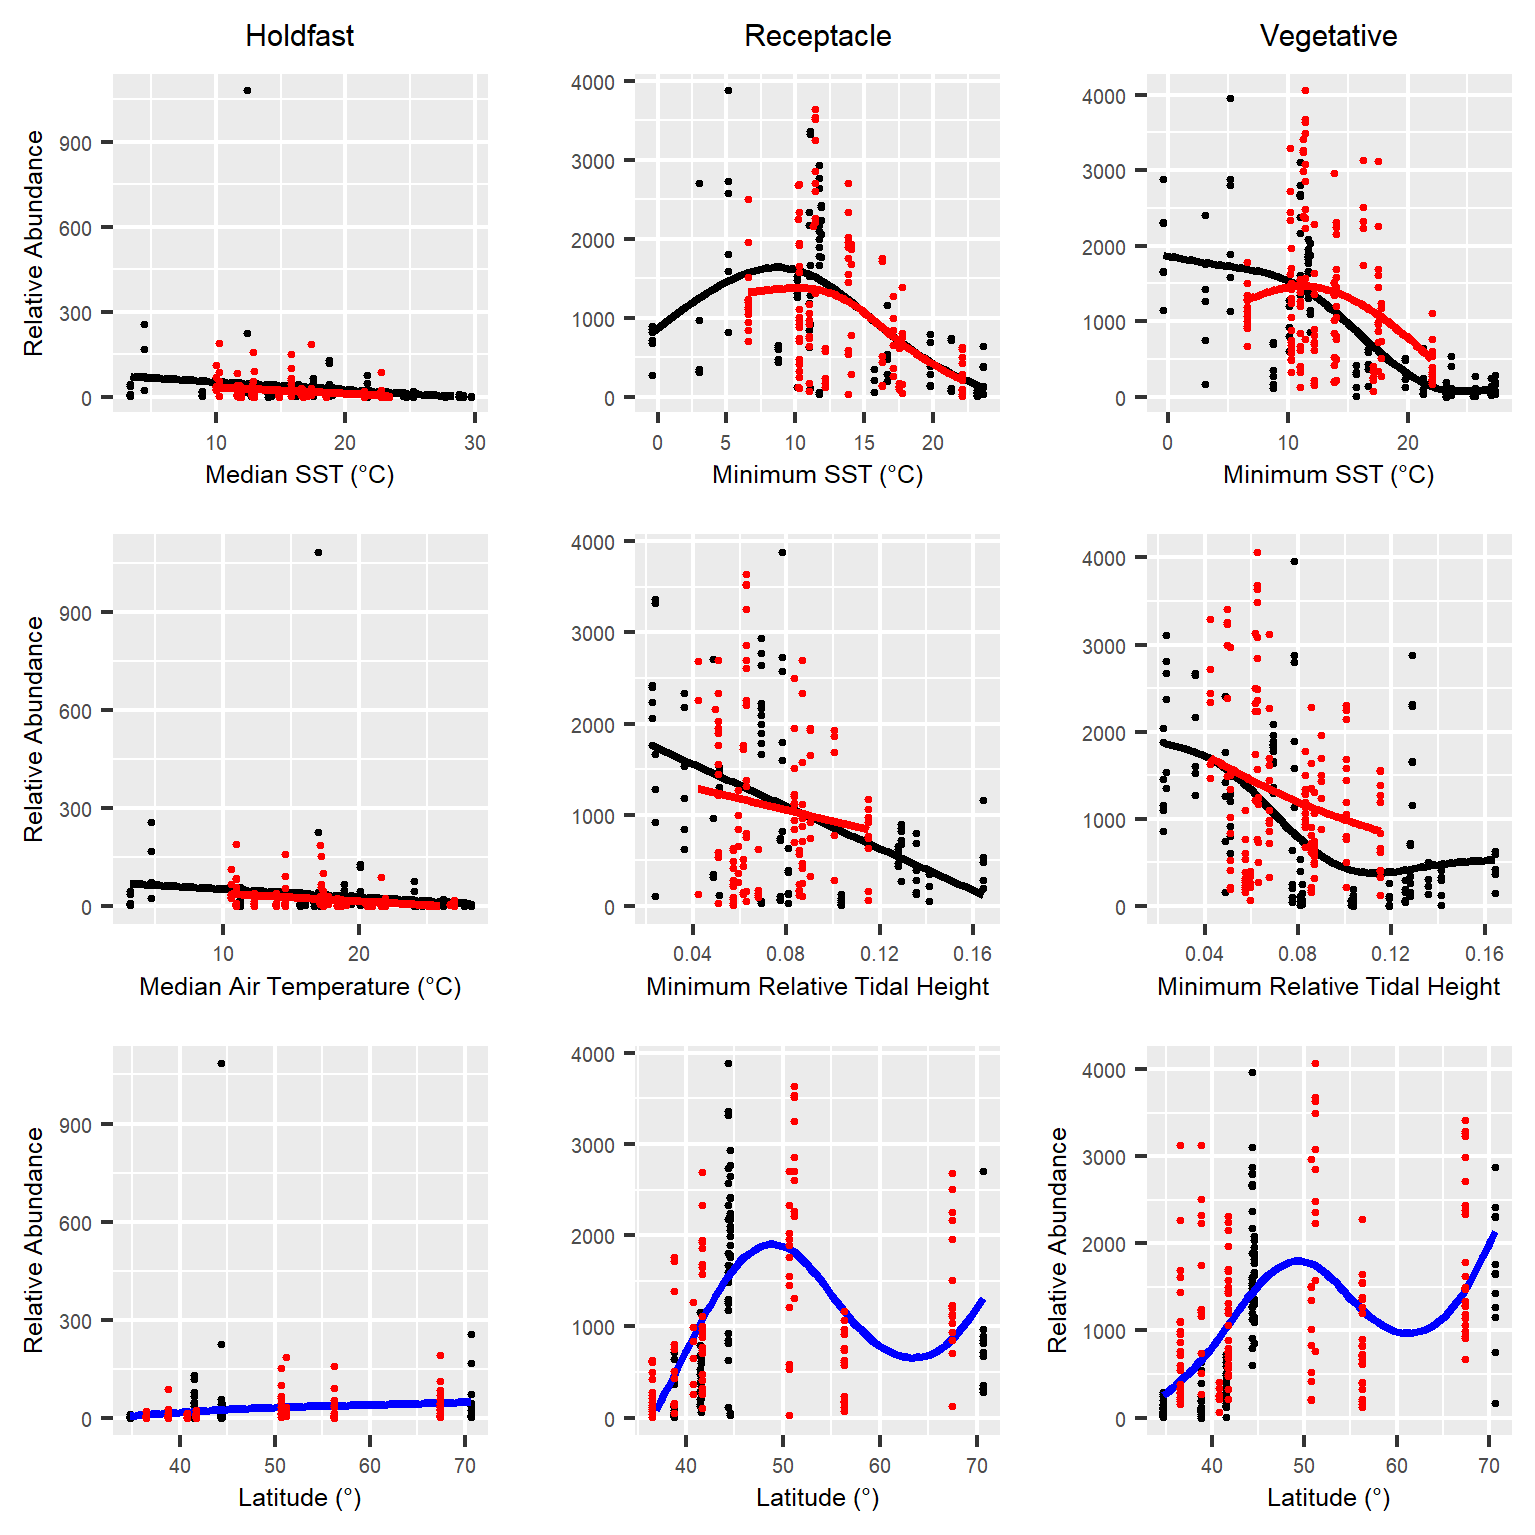 Holdfast Receptacle Vegetative
Relative Abundance
900
600
300
0
10 20 30
Median SST (°C)
4000
3000
2000
1000
0
0 5 10 15 20
Minimum SST (°C)
4000
3000
2000
1000
0
0 10 20
Minimum SST (°C)
Relative Abundance
900
600
300
0
10 20
Median Air Temperature (°C)
4000
3000
2000
1000
0
0.04 0.08 0.12 0.16
Minimum Relative Tidal Height
4000
3000
2000
1000
0
0.04 0.08 0.12 0.16
Minimum Relative Tidal Height
Relative Abundance
900
600
300
0
40 50 60 70
Latitude (°)
4000
3000
2000
1000
0
40 50 60 70
Latitude (°)
Relative Abundance
4000
3000
2000
1000
0
40 50 60 70
Latitude (°)